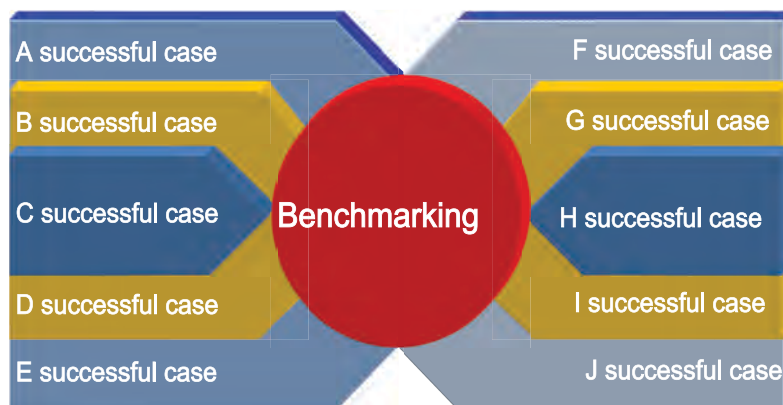 A successful case
B successful case
C successful case
D successful case
E successful case
Benchmarking
F successful case
G successful case
H successful case
I successful case
J successful case